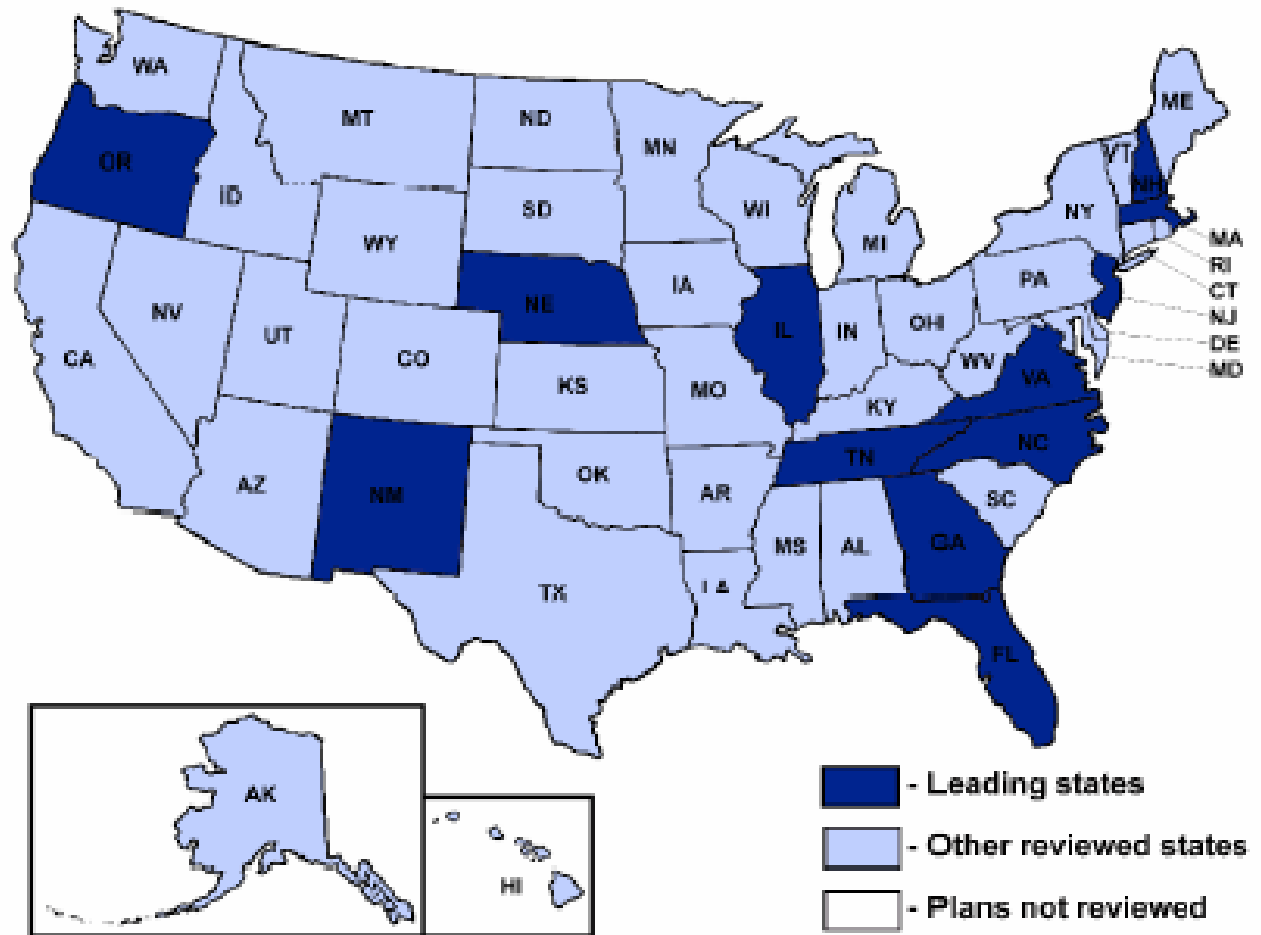 WA
OR
MT
ID
ND
MN
SD
WY
WI
MI
ME
VT
NH
NY
MA
RI
CT
NJ
DE
MD
PA
NE
IA
IL
IN
OHI
WV
VA
NV
UT
CA
CO
KS
MO
KY
TN
NC
AZ
NM
OK
AR
SC
MS
AL
GA
TX
LA
FL
AK
HI
- Leading states
- Other reviewed states
- Plans not reviewed